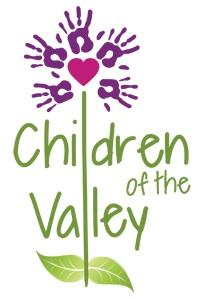 Children
of the
Valley